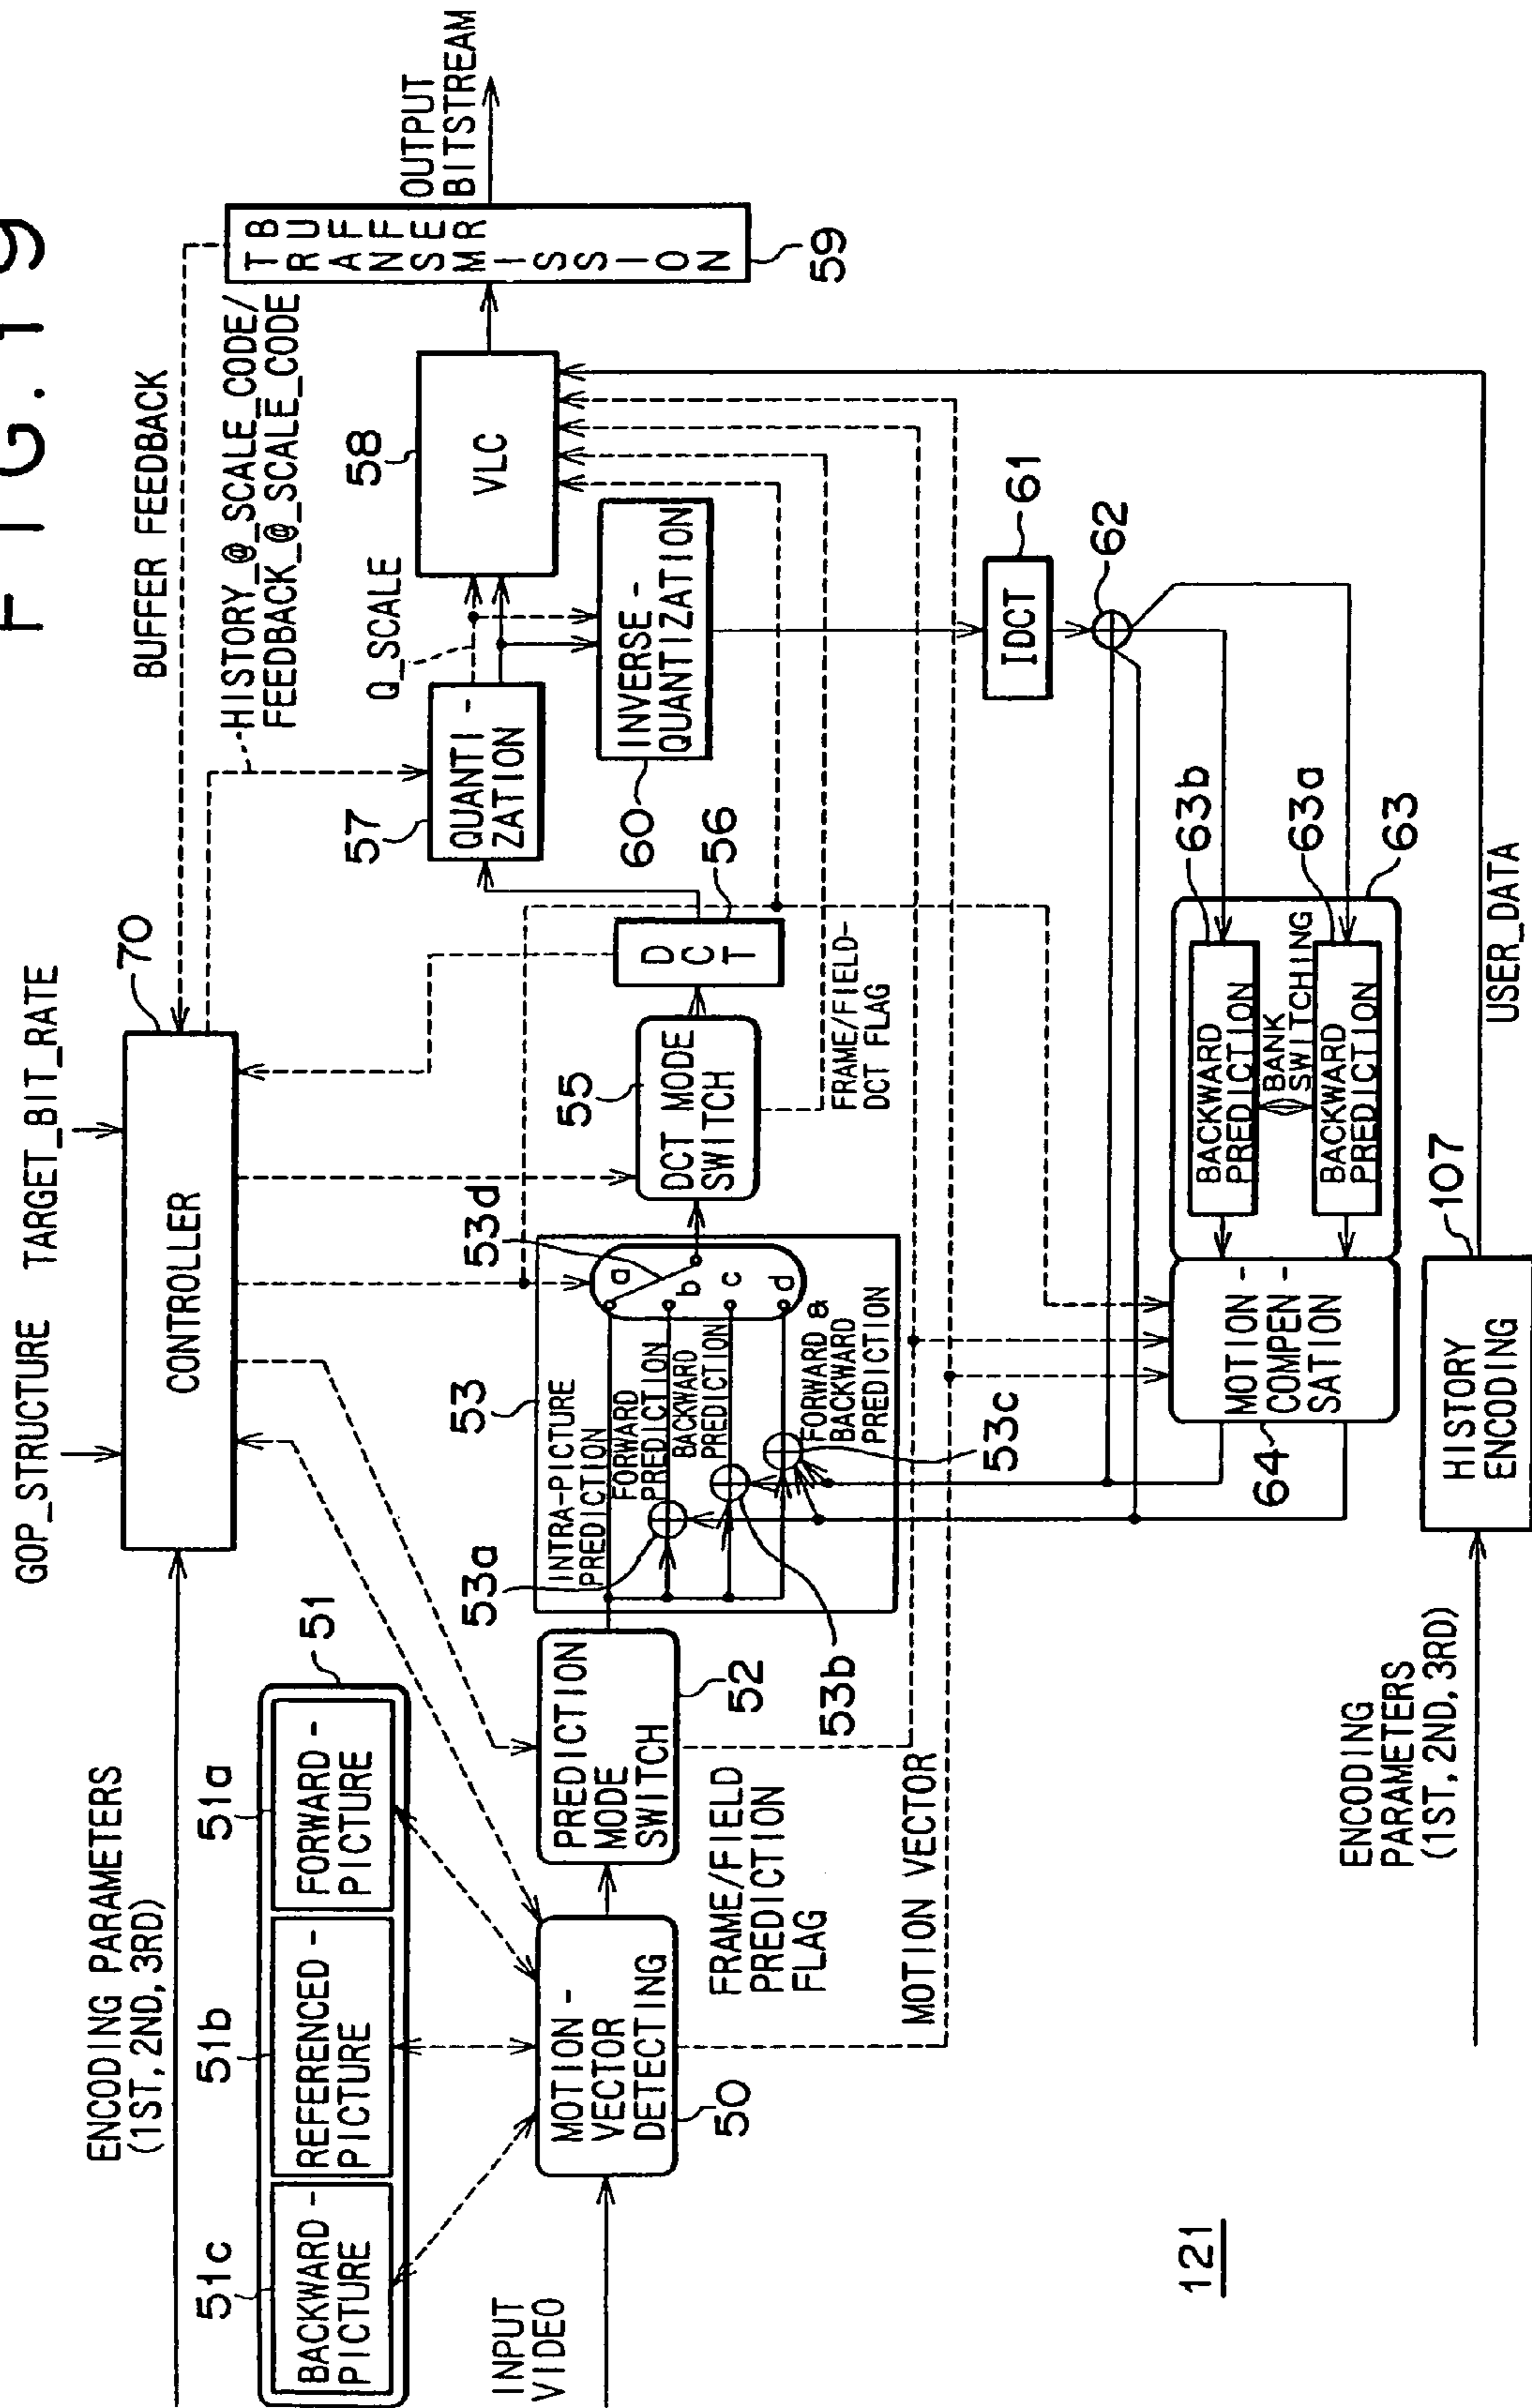 FIG.19
GOP_STRUCTURE
TARGET_BIT_RATE
ENCODING PARAMETERS
(1ST,2ND,3RD)
CONTROLLER
70
BUFFER FEEDBACK
HISTORY_@_SCALE_CODE/
FEEDBACK_@_SCALE_CODE
51c
51b
51a
51
BACKWARD-
PICTURE
REFERENCED-
PICTURE
FORWARD-
PICTURE
INPUT
VIDEO
MOTION-
VECTOR
DETECTING
50
PREDICTION
MODE
SWITCH
52
FRAME/FIELD
PREDICTION
FLAG
MOTION VECTOR
53
53a
53b
53c
53d
INTRA-PICTURE
PREDICTION
FORWARD
PREDICTION
BACKWARD
PREDICTION
FORWARD &
BACKWARD
PREDICTION
a
b
c
d
DCT MODE
SWITCH
55
FRAME/FIELD-
DCT FLAG
DCT
56
QUANTI-
ZATION
57
Q_SCALE
VLC
58
TRANSMISSION
BUFFER
59
OUTPUT
BITSTREAM
INVERSE-
QUANTIZATION
60
IDCT
61
62
63b
63a
63
BACKWARD
PREDICTION
BANK
SWITCHING
BACKWARD
PREDICTION
MOTION-
COMPEN-
SATION
64
ENCODING
PARAMETERS
(1ST,2ND,3RD)
HISTORY
ENCODING
107
USER_DATA
121